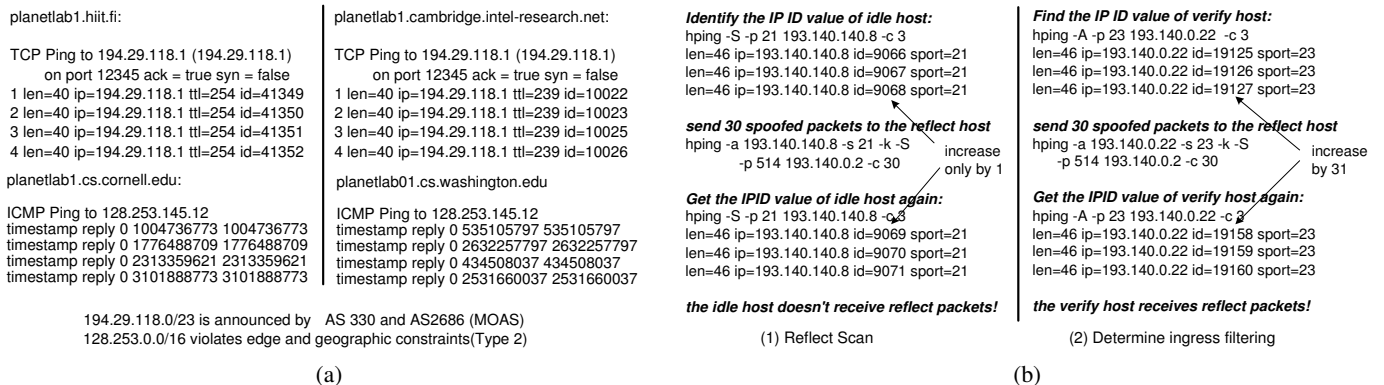 planetlab1.hiit.fi:
TCP Ping to 194.29.118.1 (194.29.118.1)
on port 12345 ack = true syn = false
1 len=40 ip=194.29.118.1 ttl=254 id=41349
2 len=40 ip=194.29.118.1 ttl=254 id=41350
3 len=40 ip=194.29.118.1 ttl=254 id=41351
4 len=40 ip=194.29.118.1 ttl=254 id=41352
planetlab1.cambridge.intel-research.net:
TCP Ping to 194.29.118.1 (194.29.118.1)
on port 12345 ack = true syn = false
1 len=40 ip=194.29.118.1 ttl=239 id=10022
2 len=40 ip=194.29.118.1 ttl=239 id=10023
3 len=40 ip=194.29.118.1 ttl=239 id=10025
4 len=40 ip=194.29.118.1 ttl=239 id=10026
planetlab1.cs.cornell.edu:
ICMP Ping to 128.253.145.12
timestamp reply 0 1004736773 1004736773
timestamp reply 0 1776488709 1776488709
timestamp reply 0 2313359621 2313359621
timestamp reply 0 3101888773 3101888773
planetlab01.cs.washington.edu
ICMP Ping to 128.253.145.12
timestamp reply 0 535105797 535105797
timestamp reply 0 2632257797 2632257797
timestamp reply 0 434508037 434508037
timestamp reply 0 2531660037 2531660037
194.29.118.0/23 is announced by AS 330 and AS2686 (MOAS)
128.253.0.0/16 violates edge and geographic constraints(Type 2)
(a)
Identify the IP ID value of idle host:
hping -S -p 21 193.140.140.8 -c 3
len=46 ip=193.140.140.8 id=9066 sport=21
len=46 ip=193.140.140.8 id=9067 sport=21
len=46 ip=193.140.140.8 id=9068 sport=21
send 30 spoofed packets to the reflect host
hping -a 193.140.140.8 -s 21 -k -S
-p 514 193.140.0.2 -c 30
increase
only by 1
Get the IPID value of idle host again:
hping -S -p 21 193.140.140.8 -c 3
len=46 ip=193.140.140.8 id=9069 sport=21
len=46 ip=193.140.140.8 id=9070 sport=21
len=46 ip=193.140.140.8 id=9071 sport=21
the idle host doesn't receive reflect packets!
(1) Reflect Scan
Find the IP ID value of verify host:
hping -A -p 23 193.140.0.22 -c 3
len=46 ip=193.140.0.22 id=19125 sport=23
len=46 ip=193.140.0.22 id=19126 sport=23
len=46 ip=193.140.0.22 id=19127 sport=23
send 30 spoofed packets to the reflect host
hping -a 193.140.0.22 -s 23 -k -S
-p 514 193.140.0.2 -c 30
increase
by 31
Get the IPID value of verify host again:
hping -A -p 23 193.140.0.22 -c 3
len=46 ip=193.140.0.22 id=19158 sport=23
len=46 ip=193.140.0.22 id=19159 sport=23
len=46 ip=193.140.0.22 id=19160 sport=23
the verify host receives reflect packets!
(2) Determine ingress filtering
(b)